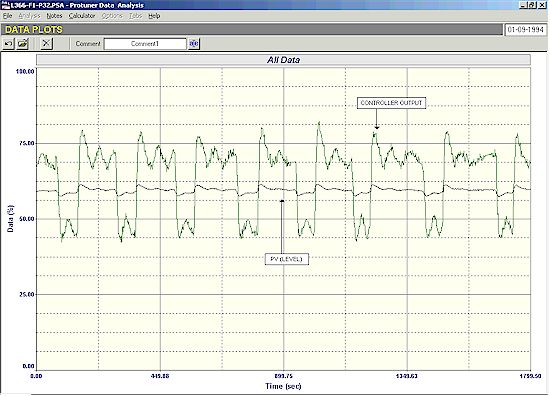 L366-F1-P32.PSA - Protuner Data Analysis
File Analysis Notes Calculator Options Tabs Help
DATA PLOTS
01-09-1994
Comment
Comment1
All Data
100.00
CONTROLLER OUTPUT
75.00
Data (%)
50.00
PV (LEVEL)
25.00
0.00
0.00 449.88 899.75 1349.63 1799.50
Time (sec)